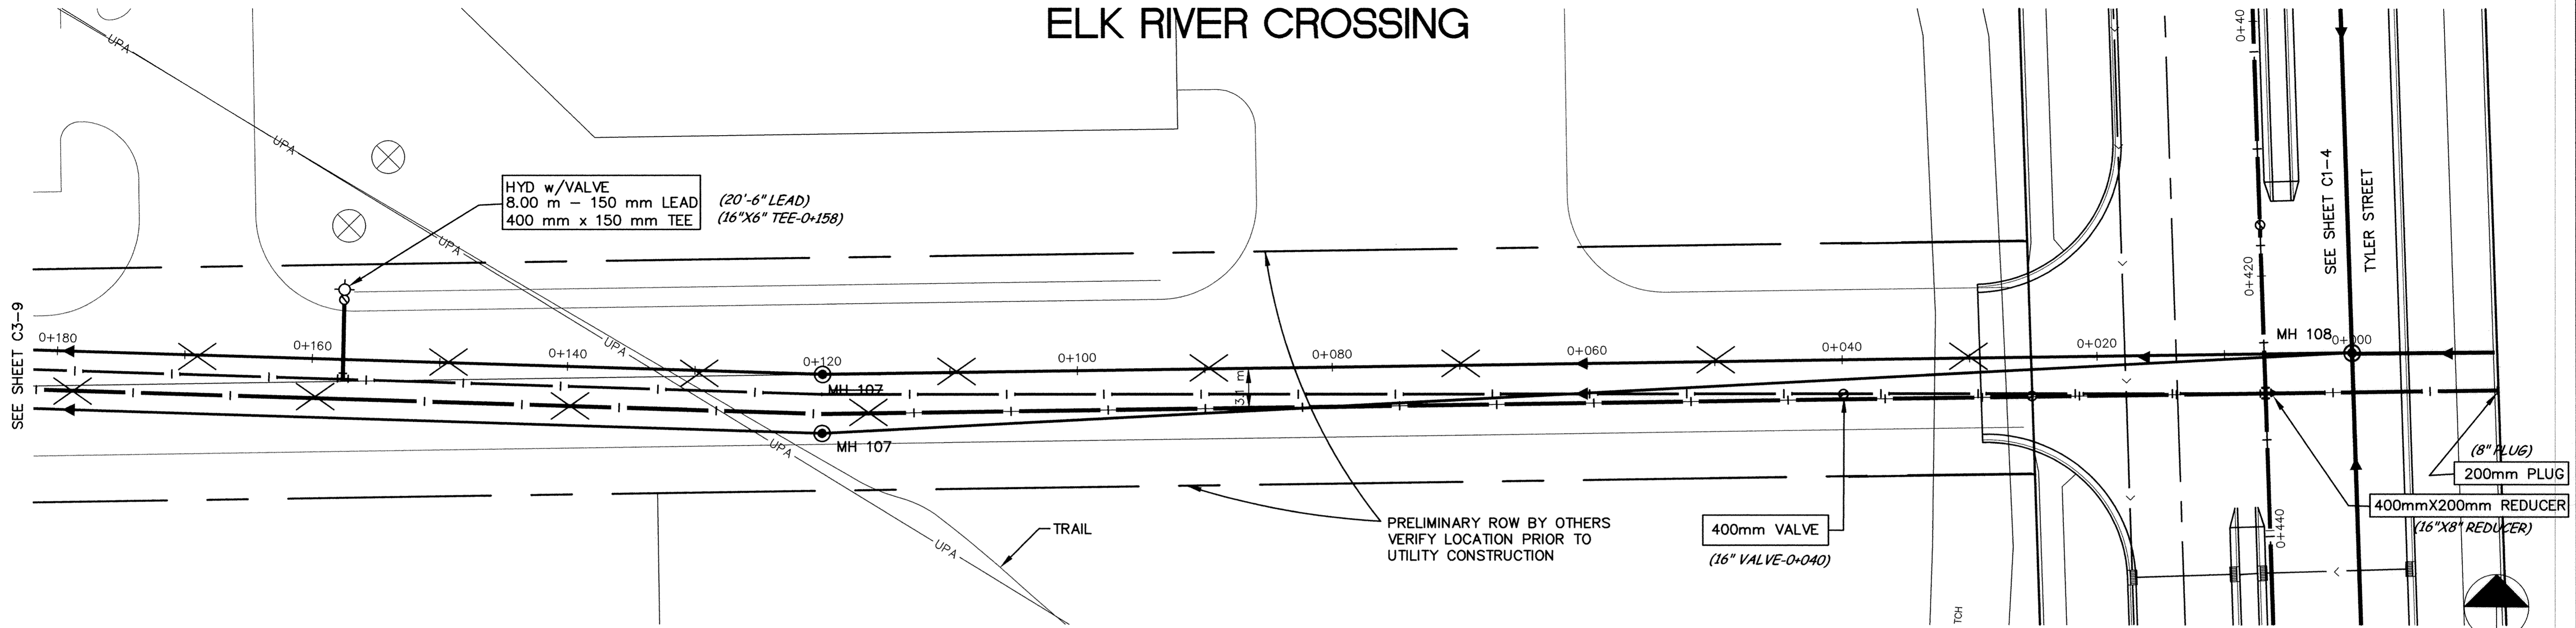 ELK RIVER CROSSING
UPA
UPA
UPA
UPA
UPA
UPA
HYD w/VALVE
8.00 m - 150 mm LEAD
400 mm x 150 mm TEE
(20'-6" LEAD)
(16"X6" TEE-0+158)
SEE SHEET C3-9
0+180
0+160
0+140
0+120
0+100
0+080
0+060
0+040
0+020
0+000
MH 108
MH 107
MH 107
3.1 m
TRAIL
PRELIMINARY ROW BY OTHERS
VERIFY LOCATION PRIOR TO
UTILITY CONSTRUCTION
400mm VALVE
(16" VALVE-0+040)
0+40
0+420
0+440
SEE SHEET C1-4
TYLER STREET
(8" PLUG)
200mm PLUG
400mmX200mm REDUCER
(16"X8" REDUCER)
TCH